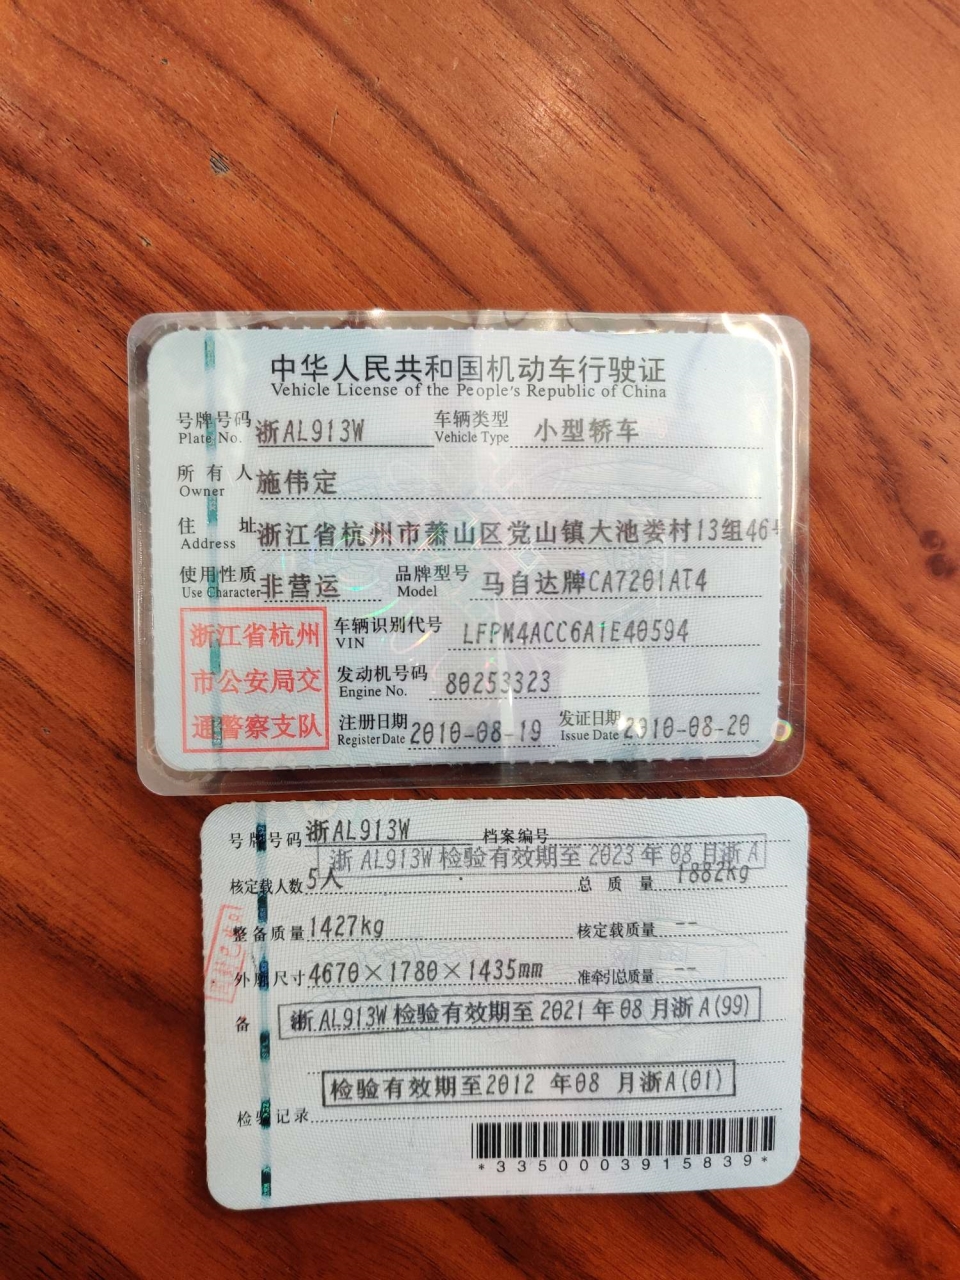 中华人民共和国机动车行驶证
Vehicle License of the People's Republic of China
号牌号码 浙AL913W 车辆类型 小型轿车
Plate No. Vehicle Type
所有人 施伟定
Owner
住址 浙江省杭州市萧山区党山镇大池娄村13组46号
Address
使用性质 非营运 品牌型号 马自达牌CA7201AT4
Use Character Model
浙江省杭州市公安局交通警察支队
车辆识别代号 LFPM4ACC6A1E40594
VIN
发动机号码 80253323
Engine No.
注册日期 2010-08-19 发证日期 2010-08-20
Register Date Issue Date
号牌号码 浙AL913W 档案编号
浙AL913W检验有效期至2023年08月浙A
核定载人数 5人 总质量 1882kg
整备质量 1427kg 核定载质量 --
外廓尺寸 4670×1780×1435mm 准牵引总质量 --
备
浙AL913W检验有效期至2021年08月浙A(99)
检验有效期至2012年08月浙A(01)
检验记录
*3350003915839*